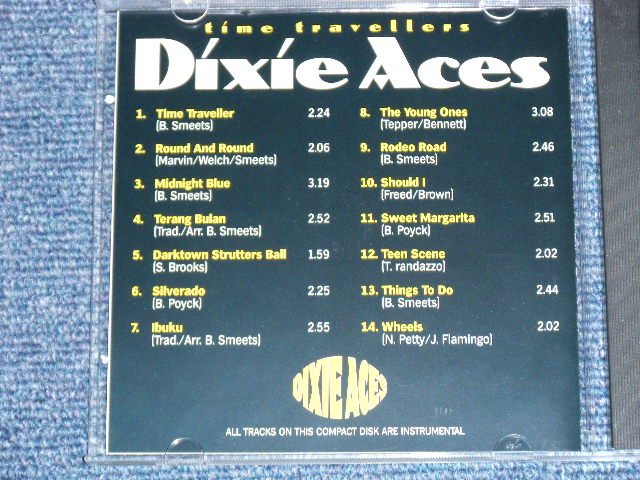 time travellers
Dixie Aces
1. Time Traveller 2.24
(B. Smeets)
2. Round And Round 2.06
(Marvin/Welch/Smeets)
3. Midnight Blue 3.19
(B. Smeets)
4. Terang Bulan 2.52
(Trad./Arr. B. Smeets)
5. Darktown Strutters Ball 1.59
(S. Brooks)
6. Silverado 2.25
(B. Poyck)
7. Ibuku 2.55
(Trad./Arr. B. Smeets)
8. The Young Ones 3.08
(Tepper/Bennett)
9. Rodeo Road 2.46
(B. Smeets)
10. Should I 2.31
(Freed/Brown)
11. Sweet Margarita 2.51
(B. Poyck)
12. Teen Scene 2.02
(T. randazzo)
13. Things To Do 2.44
(B. Smeets)
14. Wheels 2.02
(N. Petty/J. Flamingo)
DIXIE ACES
ALL TRACKS ON THIS COMPACT DISK ARE INSTRUMENTAL